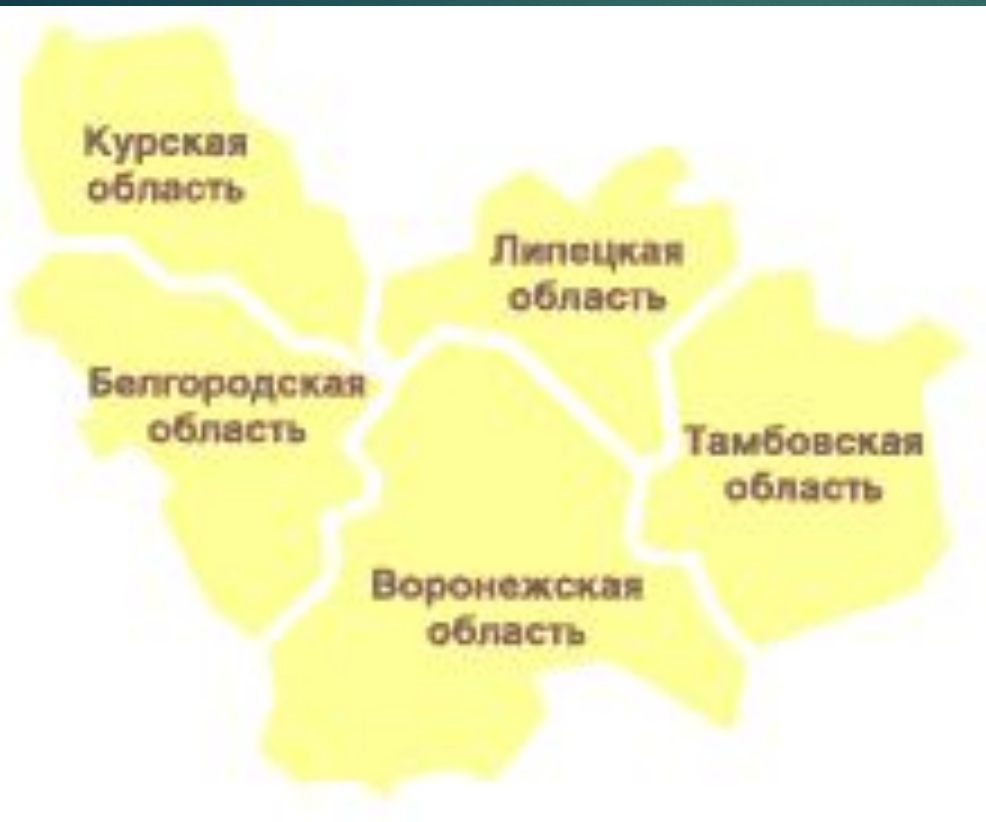 Курская
область
Липецкая
область
Белгородская
область
Тамбовская
область
Воронежская
область